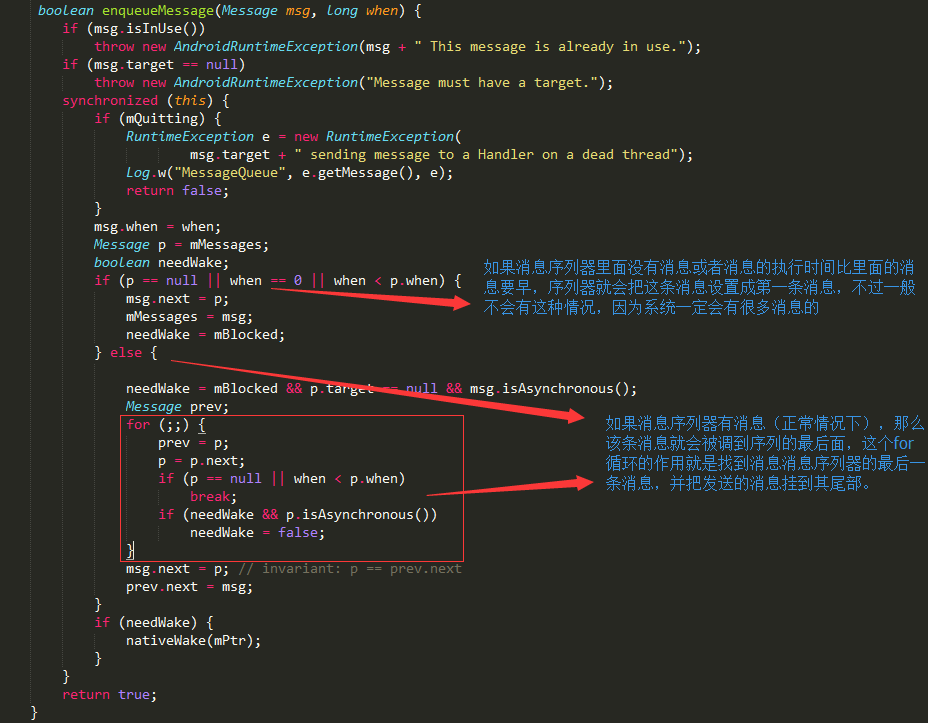 boolean enqueueMessage(Message msg, long when) {
if (msg.isInUse())
throw new AndroidRuntimeException(msg + " This message is already in use.");
if (msg.target == null)
throw new AndroidRuntimeException("Message must have a target.");
synchronized (this) {
if (mQuitting) {
RuntimeException e = new RuntimeException(
msg.target + " sending message to a Handler on a dead thread");
Log.w("MessageQueue", e.getMessage(), e);
return false;
}
msg.when = when;
Message p = mMessages;
boolean needWake;
if (p == null || when == 0 || when < p.when) {
msg.next = p;
mMessages = msg;
needWake = mBlocked;
} else {
如果消息序列器里面没有消息或者消息的执行时间比里面的消
息要早，序列器就会把这条消息设置成第一条消息，不过一般
不会有这种情况，因为系统一定会有很多消息的
needWake = mBlocked && p.target == null && msg.isAsynchronous();
Message prev;
for (;;) {
prev = p;
p = p.next;
if (p == null || when < p.when)
break;
if (needWake && p.isAsynchronous())
needWake = false;
}
如果消息序列器有消息（正常情况下），那么
该条消息就会被调到序列的最后面，这个for
循环的作用就是找到消息消息序列器的最后一
条消息，并把发送的消息挂到其尾部。
msg.next = p; // invariant: p == prev.next
prev.next = msg;
}
if (needWake) {
nativeWake(mPtr);
}
}
return true;
}